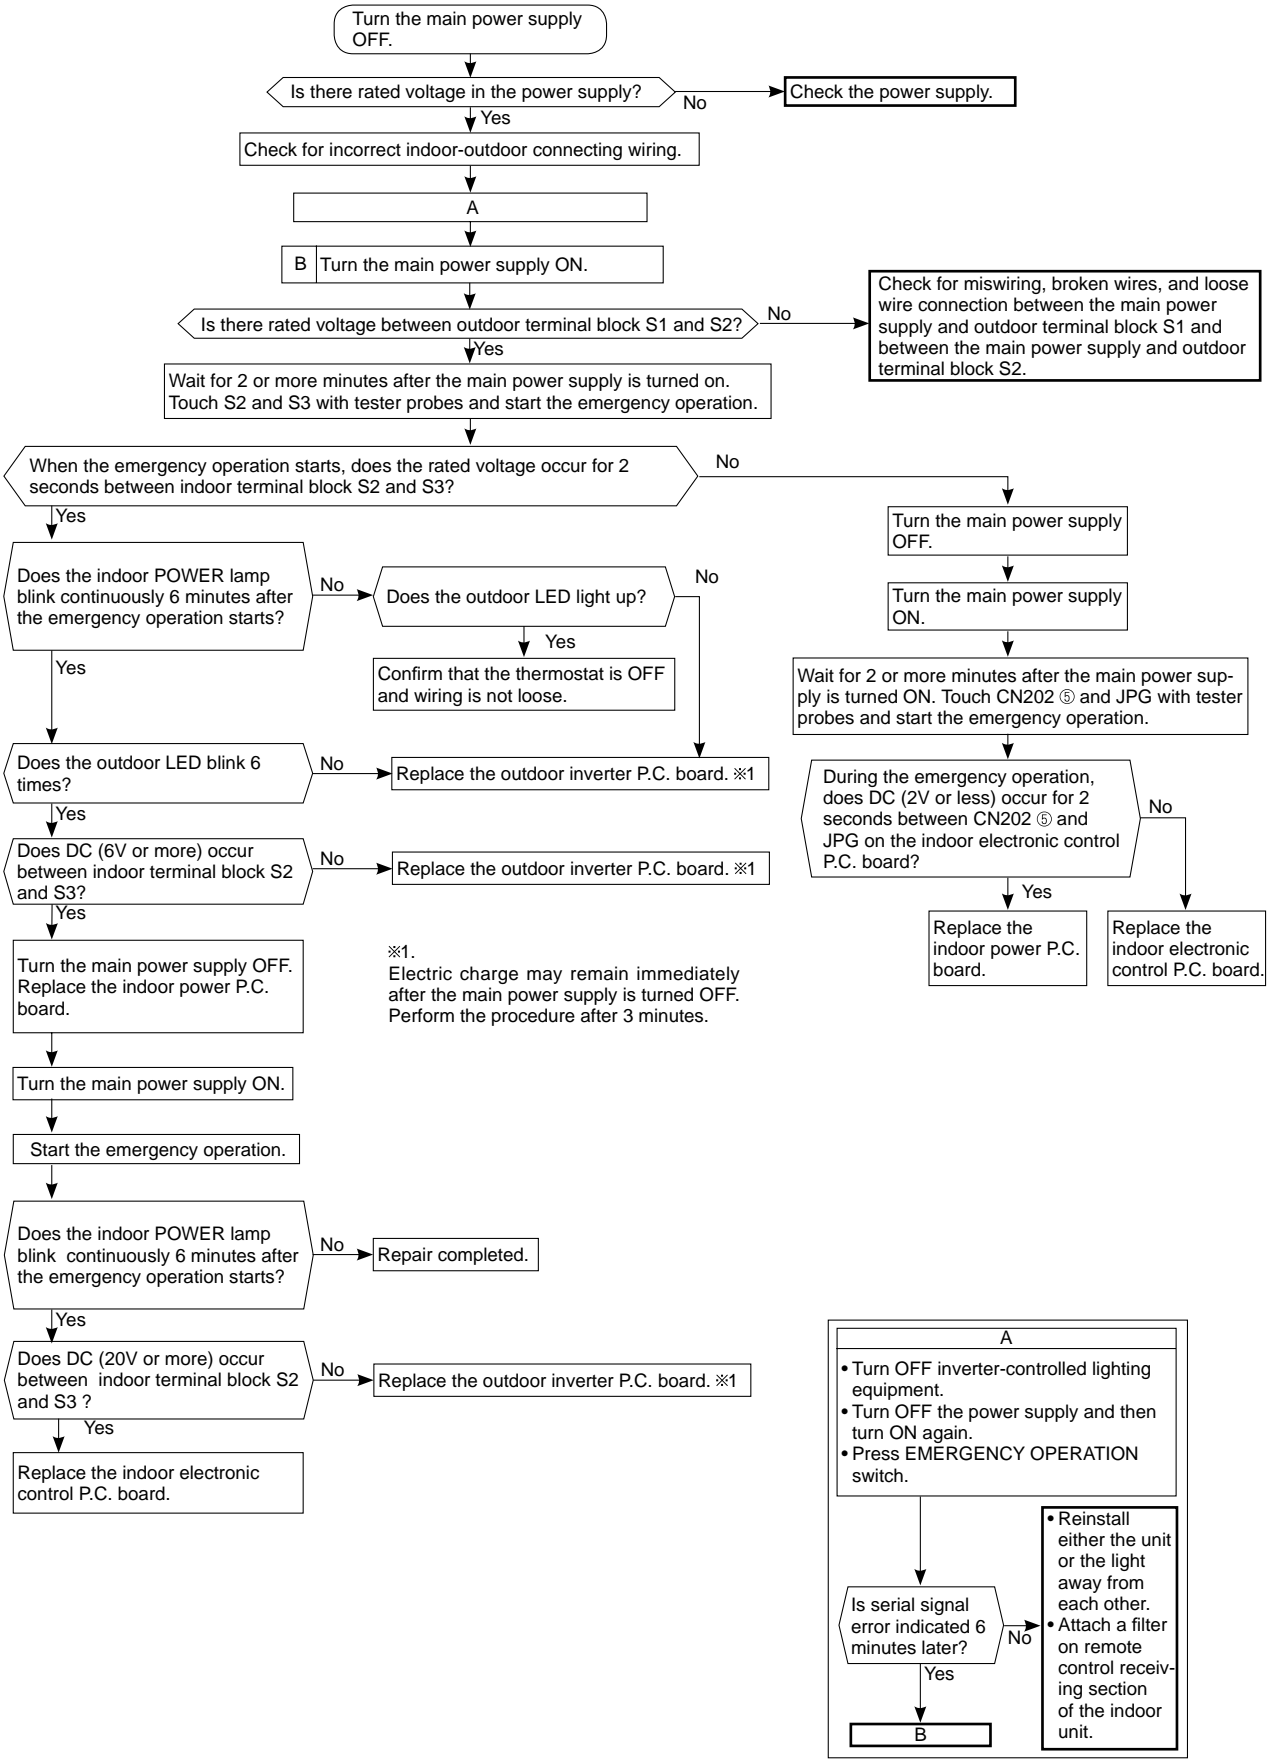 Turn the main power supply
OFF.
Is there rated voltage in the power supply?
No
Check the power supply.
Yes
Check for incorrect indoor-outdoor connecting wiring.
A
B
Turn the main power supply ON.
Is there rated voltage between outdoor terminal block S1 and S2?
No
Check for miswiring, broken wires, and loose
wire connection between the main power
supply and outdoor terminal block S1 and
between the main power supply and outdoor
terminal block S2.
Yes
Wait for 2 or more minutes after the main power supply is turned on.
Touch S2 and S3 with tester probes and start the emergency operation.
When the emergency operation starts, does the rated voltage occur for 2
seconds between indoor terminal block S2 and S3?
No
Yes
Turn the main power supply
OFF.
Turn the main power supply
ON.
Wait for 2 or more minutes after the main power sup-
ply is turned ON. Touch CN202 ⑤ and JPG with tester
probes and start the emergency operation.
During the emergency operation,
does DC (2V or less) occur for 2
seconds between CN202 ⑤ and
JPG on the indoor electronic control
P.C. board?
No
Yes
Replace the
indoor power P.C.
board.
Replace the
indoor electronic
control P.C. board.
Does the indoor POWER lamp
blink continuously 6 minutes after
the emergency operation starts?
No
Does the outdoor LED light up?
No
Yes
Confirm that the thermostat is OFF
and wiring is not loose.
Yes
Does the outdoor LED blink 6
times?
No
Replace the outdoor inverter P.C. board. ※1
Yes
Does DC (6V or more) occur
between indoor terminal block S2
and S3?
No
Replace the outdoor inverter P.C. board. ※1
Yes
Turn the main power supply OFF.
Replace the indoor power P.C.
board.
※1.
Electric charge may remain immediately
after the main power supply is turned OFF.
Perform the procedure after 3 minutes.
Turn the main power supply ON.
Start the emergency operation.
Does the indoor POWER lamp
blink continuously 6 minutes after
the emergency operation starts?
No
Repair completed.
Yes
Does DC (20V or more) occur
between indoor terminal block S2
and S3 ?
No
Replace the outdoor inverter P.C. board. ※1
Yes
Replace the indoor electronic
control P.C. board.
A
• Turn OFF inverter-controlled lighting
equipment.
• Turn OFF the power supply and then
turn ON again.
• Press EMERGENCY OPERATION
switch.
Is serial signal
error indicated 6
minutes later?
No
• Reinstall
either the unit
or the light
away from
each other.
• Attach a filter
on remote
control receiv-
ing section
of the indoor
unit.
Yes
B